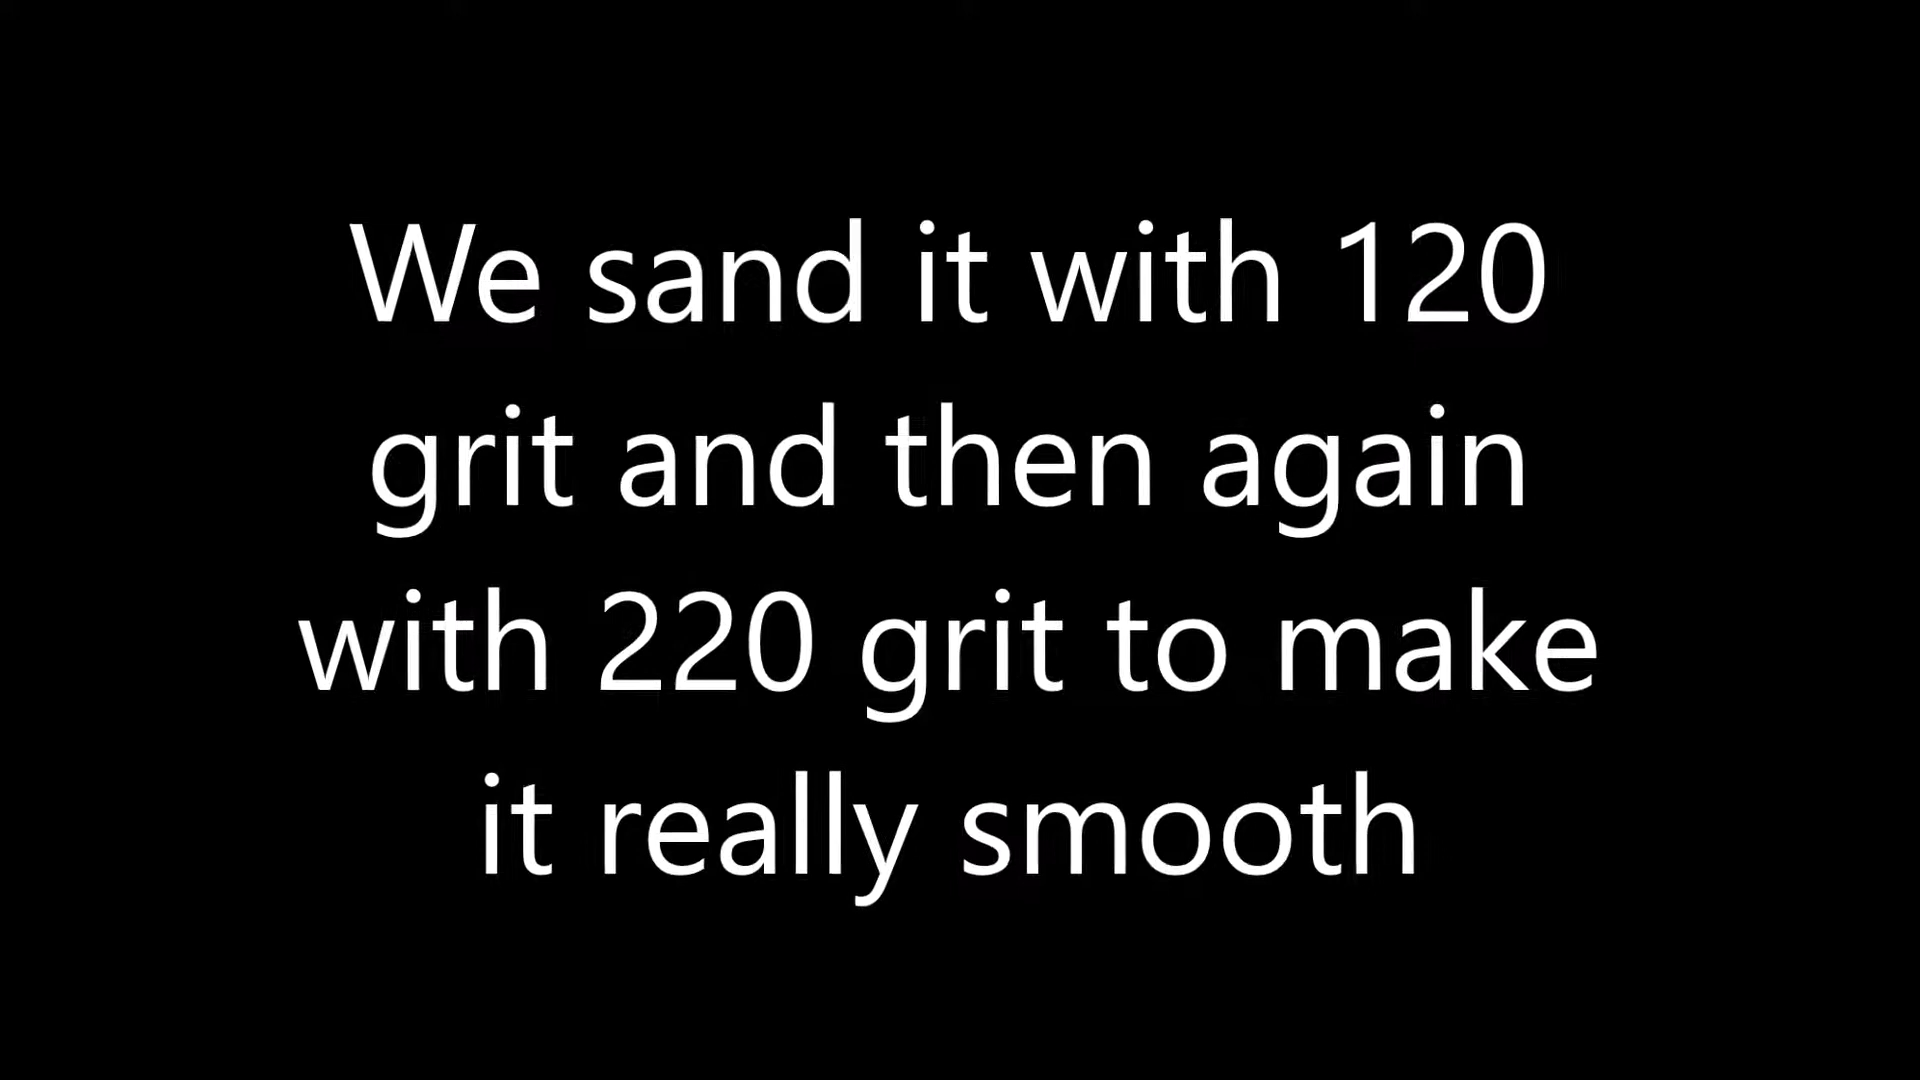 We sand it with 120
grit and then again
with 220 grit to make
it really smooth